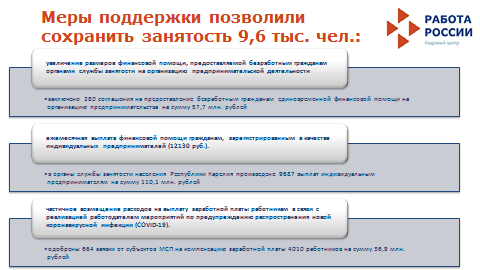 Меры поддержки позволили
сохранить занятость 9,6 тыс. чел.:
РАБОТА
РОССИИ
Кадровый центр
увеличение размеров финансовой помощи, предоставляемой безработным гражданам
органами службы занятости на организацию предпринимательской деятельности
•заключено 280 соглашения на предоставление безработным гражданам единовременной финансовой помощи на
организацию предпринимательства на сумму 37,7 млн. рублей
ежемесячная выплата финансовой помощи гражданам, зарегистрированным в качестве
индивидуальных предпринимателей (12130 руб.).
•в органы службы занятости населения Республики Карелия произведено 9687 выплат индивидуальным
предпринимателям на сумму 110,1 млн. рублей
частичное возмещение расходов на выплату заработной платы работникам в связи с
реализацией работодателем мероприятий по предупреждению распространения новой
коронавирусной инфекции (COVID-19).
•одобрены 664 заявки от субъектов МСП на компенсацию заработной платы 4010 работников на сумму 36,9 млн.
рублей